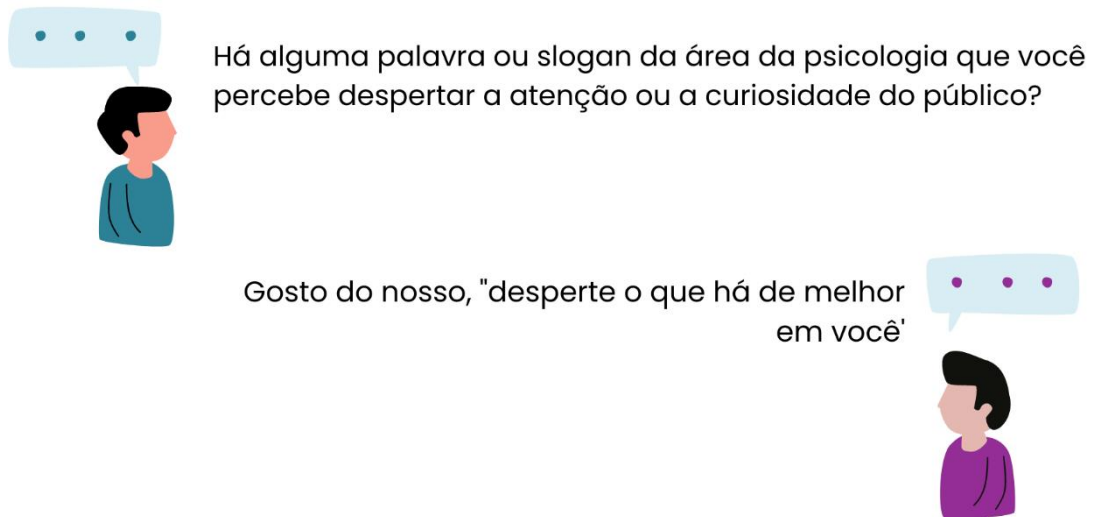 Há alguma palavra ou slogan da área da psicologia que você
percebe despertar a atenção ou a curiosidade do público?
Gosto do nosso, "desperte o que há de melhor
em você'